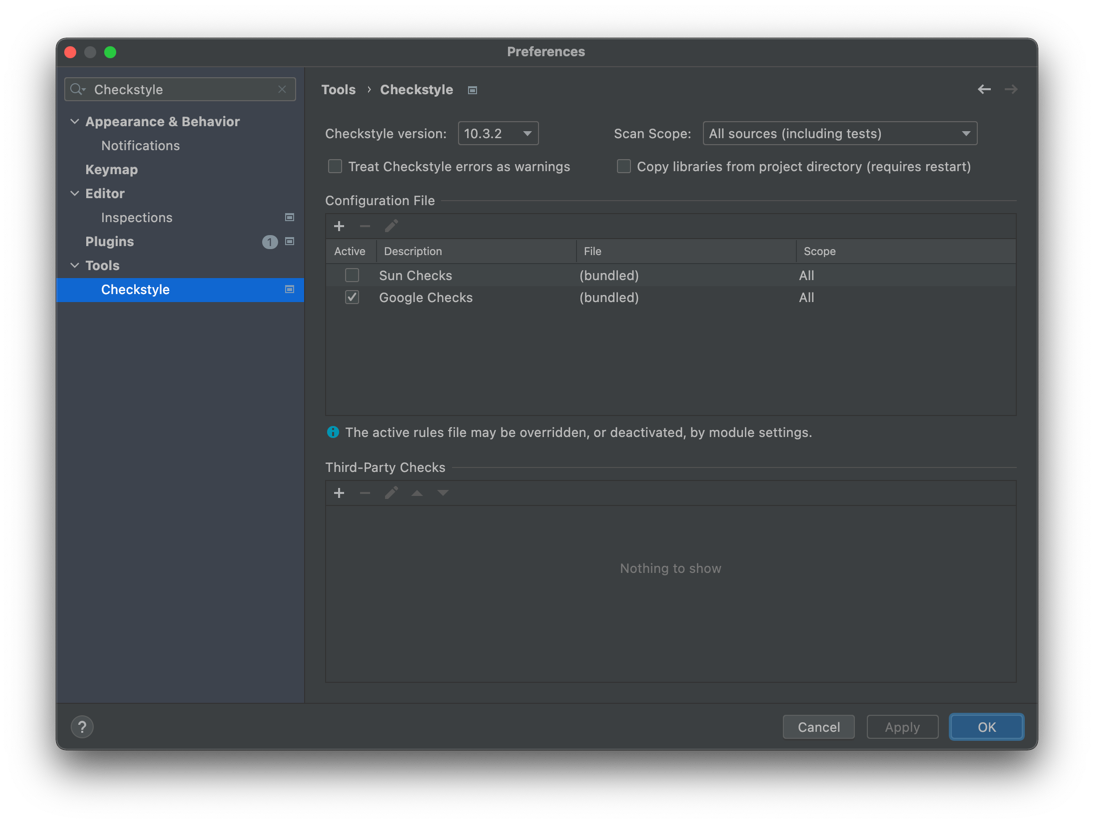 Preferences
Checkstyle
Appearance & Behavior
Notifications
Keymap
Editor
Inspections
Plugins 1
Tools
Checkstyle
Tools › Checkstyle
Checkstyle version: 10.3.2 Scan Scope: All sources (including tests)
Treat Checkstyle errors as warnings Copy libraries from project directory (requires restart)
Configuration File
Active Description File Scope
Sun Checks (bundled) All
Google Checks (bundled) All
The active rules file may be overridden, or deactivated, by module settings.
Third-Party Checks
Nothing to show
? Cancel Apply OK